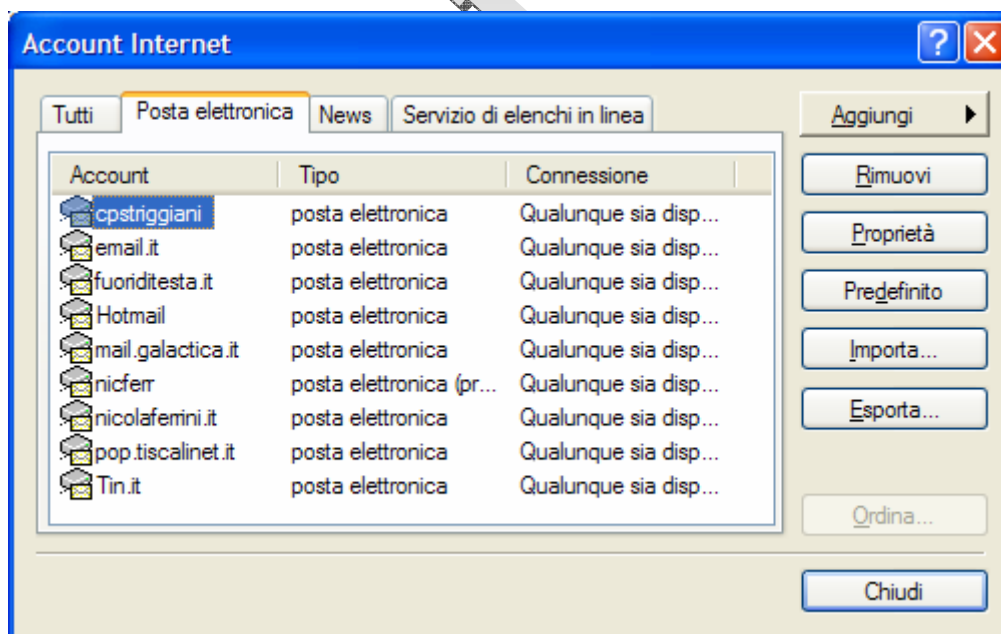 Account Internet
Tutti Posta elettronica News Servizio di elenchi in linea
Account Tipo Connessione
cpstriggiani posta elettronica Qualunque sia disp...
email.it posta elettronica Qualunque sia disp...
fuoriditesta.it posta elettronica Qualunque sia disp...
Hotmail posta elettronica Qualunque sia disp...
mail.galactica.it posta elettronica Qualunque sia disp...
nicferr posta elettronica (pr... Qualunque sia disp...
nicolaferrini.it posta elettronica Qualunque sia disp...
pop.tiscalinet.it posta elettronica Qualunque sia disp...
Tin.it posta elettronica Qualunque sia disp...
Aggiungi
Rimuovi
Proprietà
Predefinito
Importa...
Esporta...
Ordina...
Chiudi